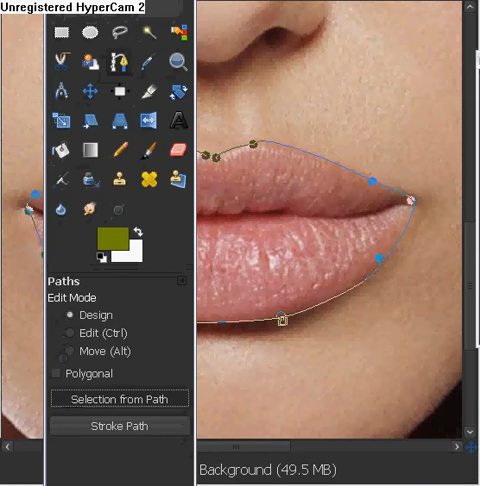 Unregistered HyperCam 2
Paths
Edit Mode
Design
Edit (Ctrl)
Move (Alt)
Polygonal
Selection from Path
Stroke Path
Background (49.5 MB)